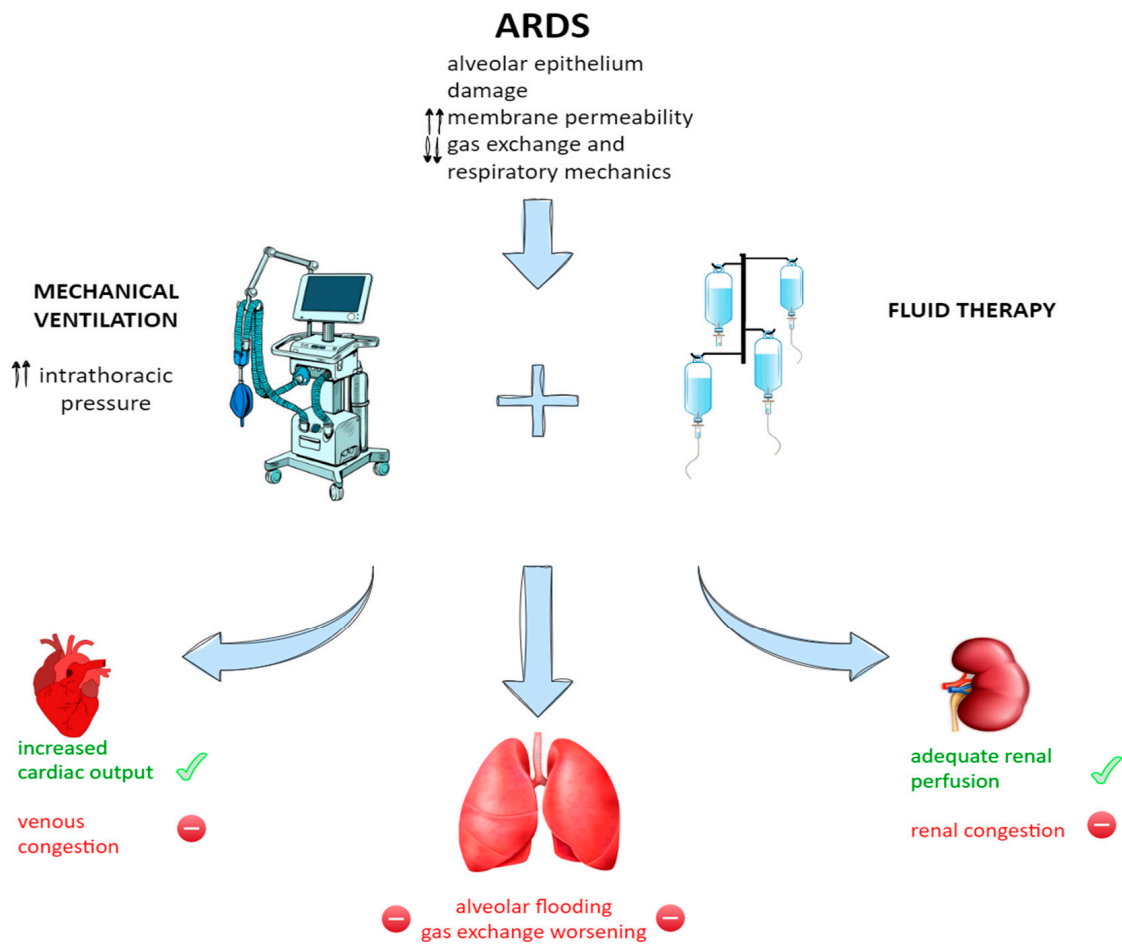 ARDS
alveolar epithelium
damage
membrane permeability
gas exchange and
respiratory mechanics
MECHANICAL
VENTILATION
intrathoracic
pressure
FLUID THERAPY
increased
cardiac output
venous
congestion
adequate renal
perfusion
renal congestion
alveolar flooding
gas exchange worsening